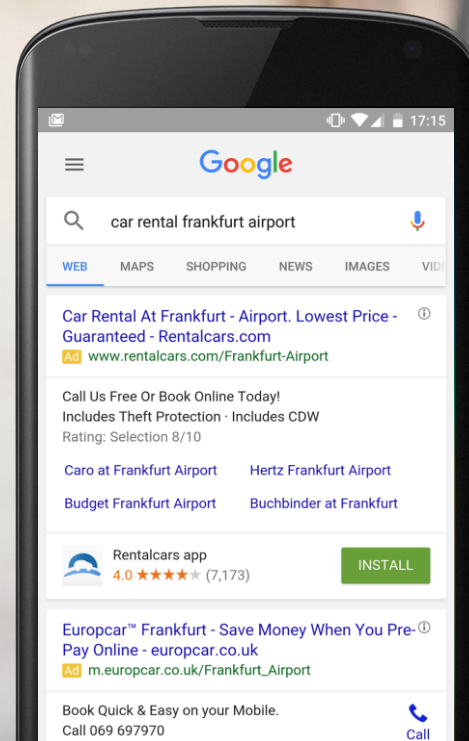 17:15
Google
car rental frankfurt airport
WEB MAPS SHOPPING NEWS IMAGES
Car Rental At Frankfurt - Airport. Lowest Price -
Guaranteed - Rentalcars.com
Ad www.rentalcars.com/Frankfurt-Airport
Call Us Free Or Book Online Today!
Includes Theft Protection · Includes CDW
Rating: Selection 8/10
Caro at Frankfurt Airport Hertz Frankfurt Airport
Budget Frankfurt Airport Buchbinder at Frankfurt
Rentalcars app
4.0 ★★★★★ (7,173)
INSTALL
Europcar™ Frankfurt - Save Money When You Pre-
Pay Online - europcar.co.uk
Ad m.europcar.co.uk/Frankfurt_Airport
Book Quick & Easy on your Mobile.
Call 069 697970
Call